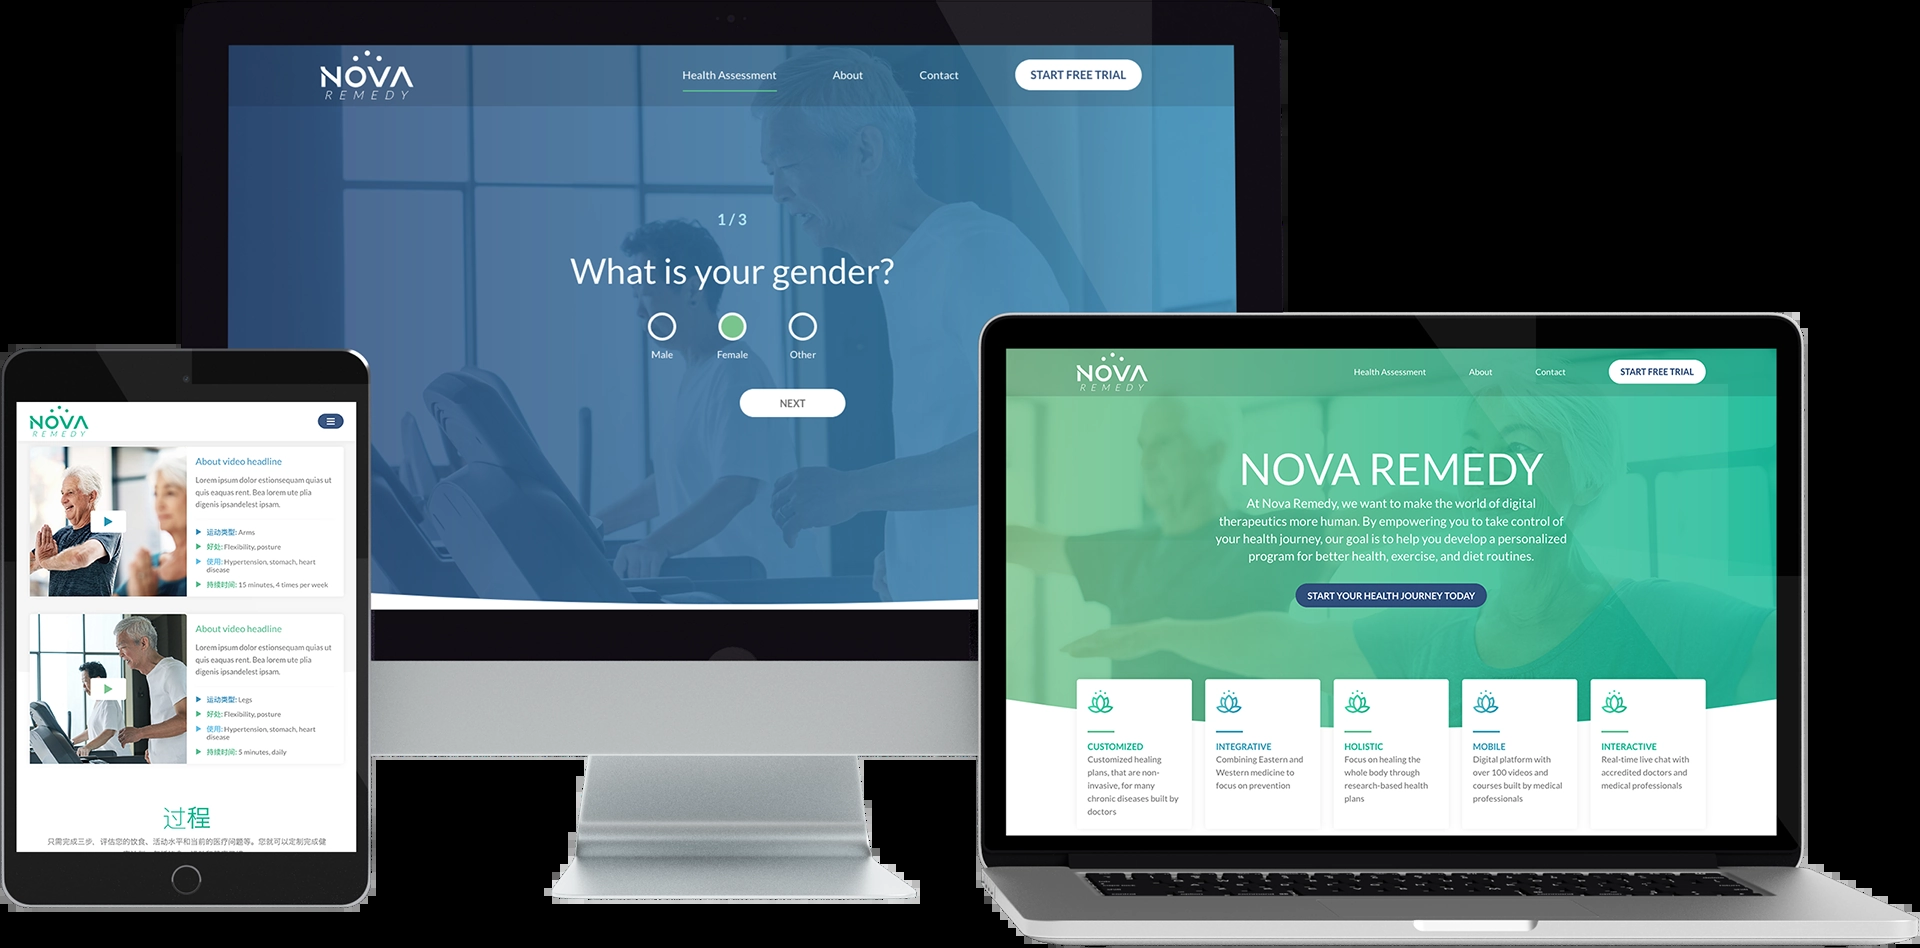 NOVA
REMEDY
Health Assessment
About
Contact
START FREE TRIAL
1 / 3
What is your gender?
Male
Female
Other
NEXT
NOVA
REMEDY
About video headline
Lorem ipsum dolor estionsequam quias ut
quis eaquas rent. Bea lorem ute plia
digenis ipsandelest ipsam.
运动类型: Arms
好处: Flexibility, posture
使用: Hypertension, stomach, heart
disease
持续时间: 15 minutes, 4 times per week
About video headline
Lorem ipsum dolor estionsequam quias ut
quis eaquas rent. Bea lorem ute plia
digenis ipsandelest ipsam.
运动类型: Legs
好处: Flexibility, posture
使用: Hypertension, stomach, heart
disease
持续时间: 5 minutes, daily
过程
只需完成三步，评估您的饮食、活动水平和当前的医疗问题等。您就可以定制完成健
NOVA
REMEDY
Health Assessment
About
Contact
START FREE TRIAL
NOVA REMEDY
At Nova Remedy, we want to make the world of digital
therapeutics more human. By empowering you to take control of
your health journey, our goal is to help you develop a personalized
program for better health, exercise, and diet routines.
START YOUR HEALTH JOURNEY TODAY
CUSTOMIZED
Customized healing
plans, that are non-
invasive, for many
chronic diseases built by
doctors
INTEGRATIVE
Combining Eastern and
Western medicine to
focus on prevention
HOLISTIC
Focus on healing the
whole body through
research-based health
plans
MOBILE
Digital platform with
over 100 videos and
courses built by medical
professionals
INTERACTIVE
Real-time live chat with
accredited doctors and
medical professionals